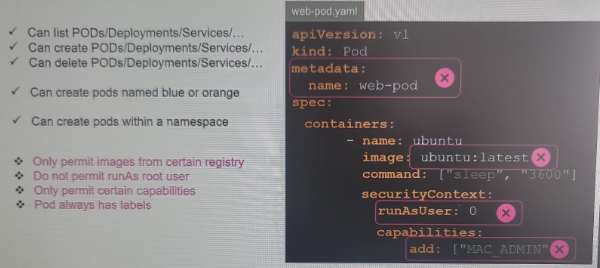 ✓ Can list PODs/Deployments/Services/…
✓ Can create PODs/Deployments/Services/…
✓ Can delete PODs/Deployments/Services/…
✓ Can create pods named blue or orange
✓ Can create pods within a namespace
❖ Only permit images from certain registry
❖ Do not permit runAs root user
❖ Only permit certain capabilities
❖ Pod always has labels
web-pod.yaml
apiVersion: v1
kind: Pod
metadata:
name: web-pod
spec:
containers:
- name: ubuntu
image: ubuntu:latest
command: ["sleep", "3600"]
securityContext:
runAsUser: 0
capabilities:
add: ["MAC_ADMIN"